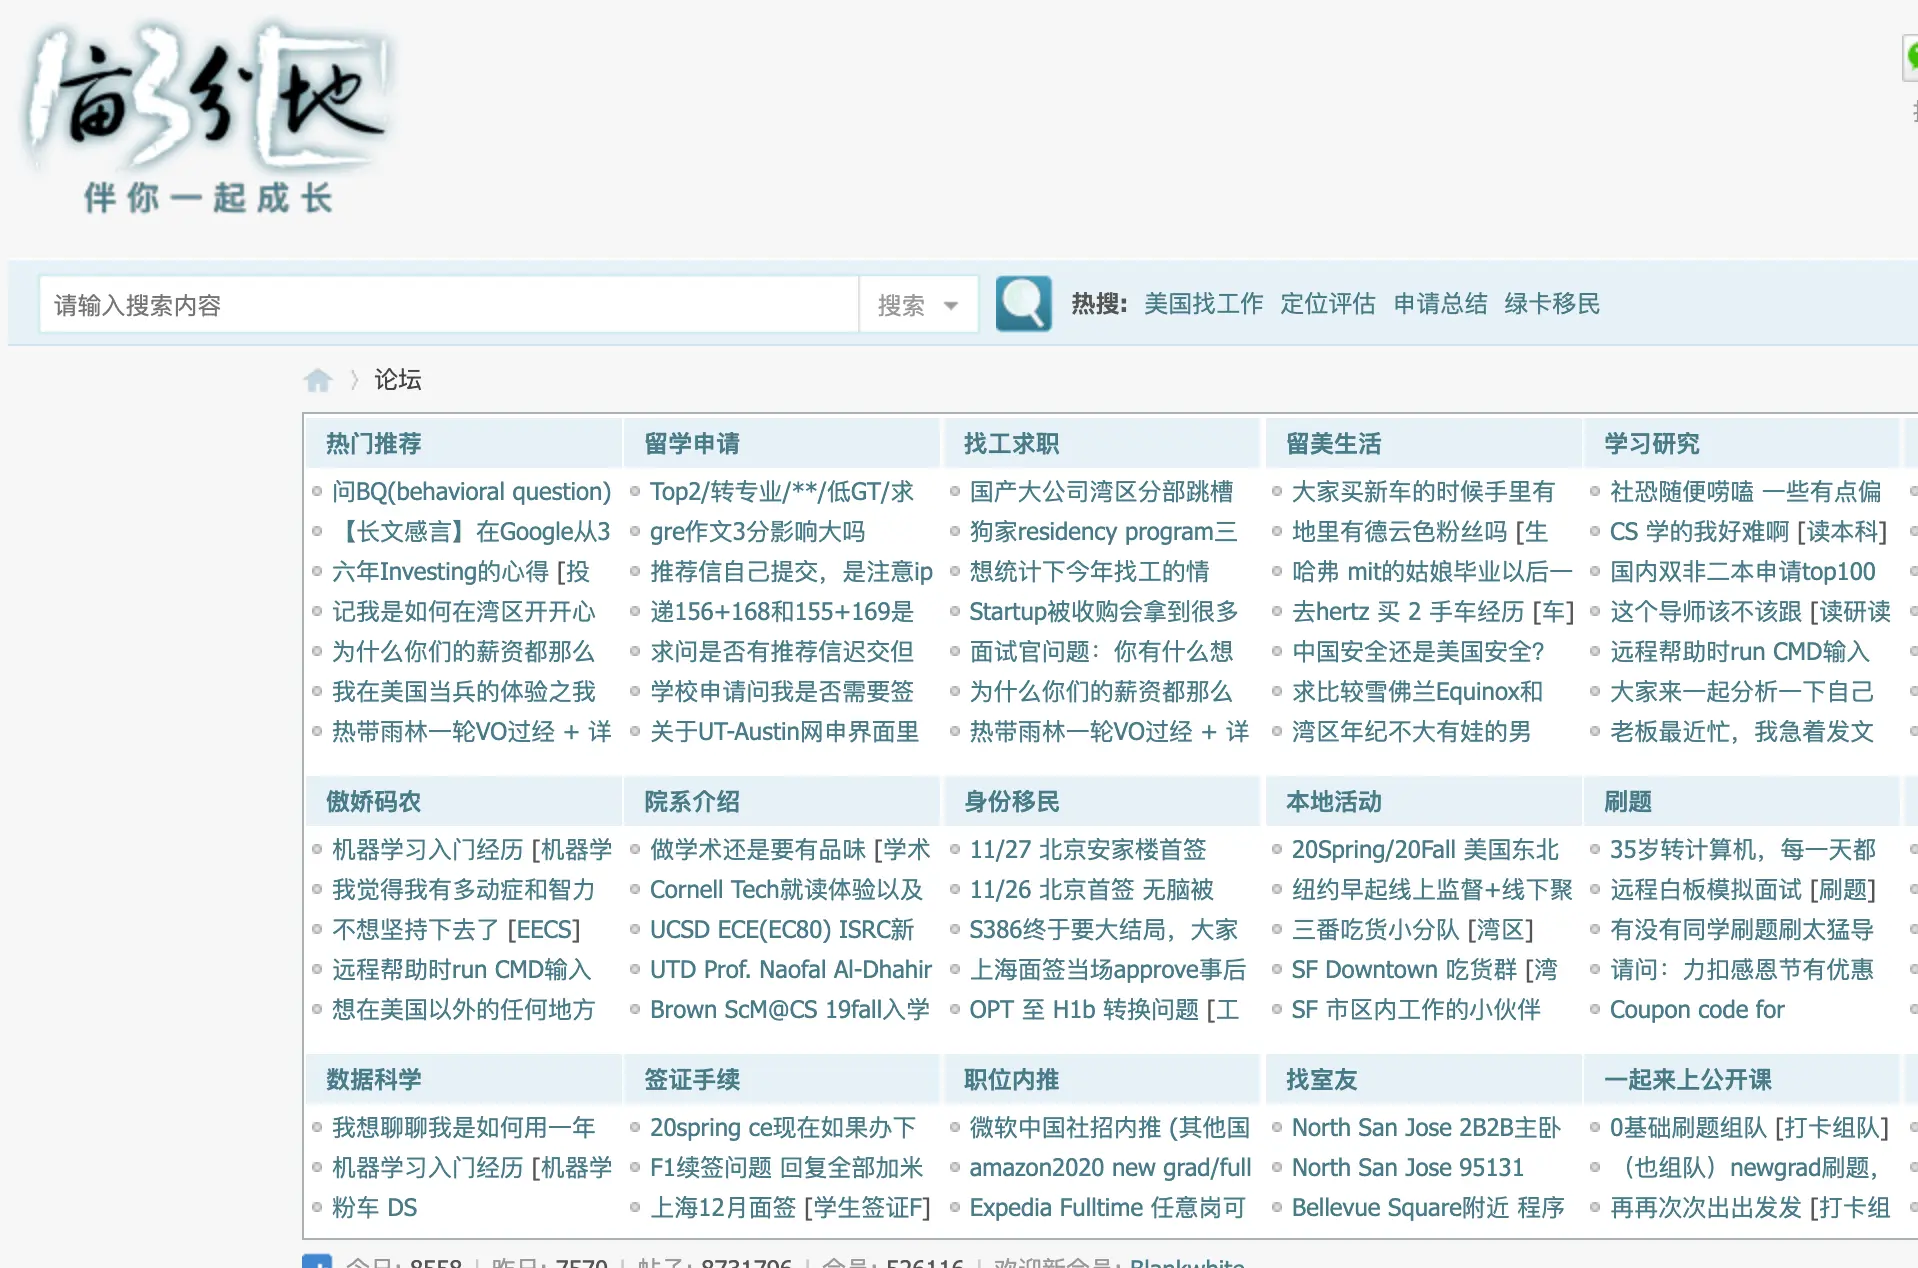 1亩3分地
伴你一起成长
请输入搜索内容
搜索
热搜: 美国找工作 定位评估 申请总结 绿卡移民
论坛
热门推荐
问BQ(behavioral question)
【长文感言】在Google从3
六年Investing的心得 [投
记我是如何在湾区开开心
为什么你们的薪资都那么
我在美国当兵的体验之我
热带雨林一轮VO过经 + 详
留学申请
Top2/转专业/**/低GT/求
gre作文3分影响大吗
推荐信自己提交，是注意ip
递156+168和155+169是
求问是否有推荐信迟交但
学校申请问我是否需要签
关于UT-Austin网申界面里
找工求职
国产大公司湾区分部跳槽
狗家residency program三
想统计下今年找工的情
Startup被收购会拿到很多
面试官问题：你有什么想
为什么你们的薪资都那么
热带雨林一轮VO过经 + 详
留美生活
大家买新车的时候手里有
地里有德云色粉丝吗 [生
哈弗 mit的姑娘毕业以后一
去hertz 买 2 手车经历 [车]
中国安全还是美国安全?
求比较雪佛兰Equinox和
湾区年纪不大有娃的男
学习研究
社恐随便唠嗑 一些有点偏
CS 学的我好难啊 [读本科]
国内双非二本申请top100
这个导师该不该跟 [读研读
远程帮助时run CMD输入
大家来一起分析一下自己
老板最近忙，我急着发文
傲娇码农
机器学习入门经历 [机器学
我觉得我有多动症和智力
不想坚持下去了 [EECS]
远程帮助时run CMD输入
想在美国以外的任何地方
院系介绍
做学术还是要有品味 [学术
Cornell Tech就读体验以及
UCSD ECE(EC80) ISRC新
UTD Prof. Naofal Al-Dhahir
Brown ScM@CS 19fall入学
身份移民
11/27 北京安家楼首签
11/26 北京首签 无脑被
S386终于要大结局，大家
上海面签当场approve事后
OPT 至 H1b 转换问题 [工
本地活动
20Spring/20Fall 美国东北
纽约早起线上监督+线下聚
三番吃货小分队 [湾区]
SF Downtown 吃货群 [湾
SF 市区内工作的小伙伴
刷题
35岁转计算机，每一天都
远程白板模拟面试 [刷题]
有没有同学刷题刷太猛导
请问：力扣感恩节有优惠
Coupon code for
数据科学
我想聊聊我是如何用一年
机器学习入门经历 [机器学
粉车 DS
签证手续
20spring ce现在如果办下
F1续签问题 回复全部加米
上海12月面签 [学生签证F]
职位内推
微软中国社招内推 (其他国
amazon2020 new grad/full
Expedia Fulltime 任意岗可
找室友
North San Jose 2B2B主卧
North San Jose 95131
Bellevue Square附近 程序
一起来上公开课
0基础刷题组队 [打卡组队]
（也组队）newgrad刷题，
再再次次出出发发 [打卡组
今日: 8558 | 昨日: 7570 | 帖子: 8731796 | 会员: 526116 | 欢迎新会员: Blankwhite